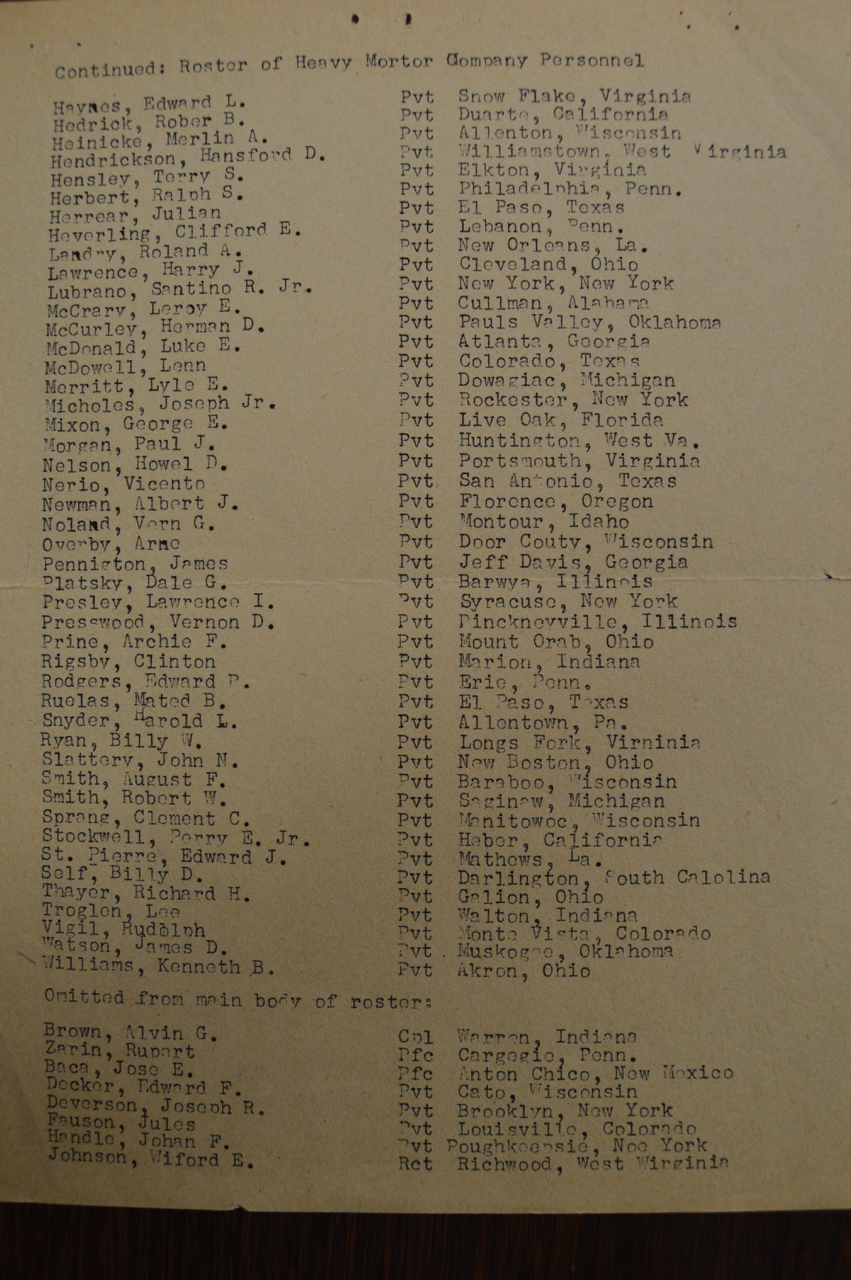 Continued: Roster of Heavy Mortor Company Personnel
Haynes, Edward L. Pvt Snow Flake, Virginia
Hedrick, Rober B. Pvt Duarte, California
Heinicke, Merlin A. Pvt Allenton, Wisconsin
Hendrickson, Hansford D. Pvt Williamstown, West Virginia
Hensley, Terry S. Pvt Elkton, Virginia
Herbert, Ralph S. Pvt Philadelphia, Penn.
Herrear, Julian Pvt El Paso, Texas
Heverling, Clifford E. Pvt Lebanon, Penn.
Landry, Roland A. Pvt New Orleans, La.
Lawrence, Harry J. Pvt Cleveland, Ohio
Lubrano, Santino R. Jr. Pvt New York, New York
McCrary, Leroy E. Pvt Cullman, Alabama
McCurley, Herman D. Pvt Pauls Valley, Oklahoma
McDonald, Luke E. Pvt Atlanta, Georgia
McDowell, Lenn Pvt Colorado, Texas
Merritt, Lyle E. Pvt Dowagiac, Michigan
Micholes, Joseph Jr. Pvt Rockester, New York
Mixon, George E. Pvt Live Oak, Florida
Morgan, Paul J. Pvt Huntington, West Va.
Nelson, Howel D. Pvt Portsmouth, Virginia
Nerio, Vicento Pvt San Antonio, Texas
Newman, Albert J. Pvt Florence, Oregon
Noland, Vern G. Pvt Montour, Idaho
Overby, Arne Pvt Door Couty, Wisconsin
Pennigton, James Pvt Jeff Davis, Georgia
Platsky, Dale G. Pvt Barwyn, Illinois
Presley, Lawrence I. Pvt Syracuse, New York
Presswood, Vernon D. Pvt Pinckneyville, Illinois
Prine, Archie F. Pvt Mount Orab, Ohio
Rigsby, Clinton Pvt Marion, Indiana
Rodgers, Edward P. Pvt Erie, Penn.
Ruelas, Mateo B. Pvt El Paso, Texas
Snyder, Harold L. Pvt Allentown, Pa.
Ryan, Billy W. Pvt Longs Fork, Virninia
Slattery, John N. Pvt New Boston, Ohio
Smith, August F. Pvt Baraboo, Wisconsin
Smith, Robert W. Pvt Saginaw, Michigan
Sprang, Clement C. Pvt Manitowoc, Wisconsin
Stockwell, Perry E. Jr. Pvt Heber, California
St. Pierre, Edward J. Pvt Mathews, La.
Self, Billy D. Pvt Darlington, South Calolina
Thayer, Richard H. Pvt Galion, Ohio
Troglen, Lee Pvt Walton, Indiana
Vigil, Rudolph Pvt Monte Vista, Colorado
Watson, James D. Pvt Muskogee, Oklahoma
Williams, Kenneth B. Pvt Akron, Ohio
Omitted from main body of roster:
Brown, Alvin G. Cpl Warren, Indiana
Zarin, Rupert Pfc Cargegie, Penn.
Baca, Jose E. Pfc Anton Chico, New Mexico
Decker, Edward F. Pvt Cato, Wisconsin
Deverson, Joseph R. Pvt Brooklyn, New York
Fauson, Jules Pvt Louisville, Colorado
Handle, Johan F. Pvt Poughkeepsie, Neo York
Johnson, Wiford E. Rct Richwood, West Wirginia